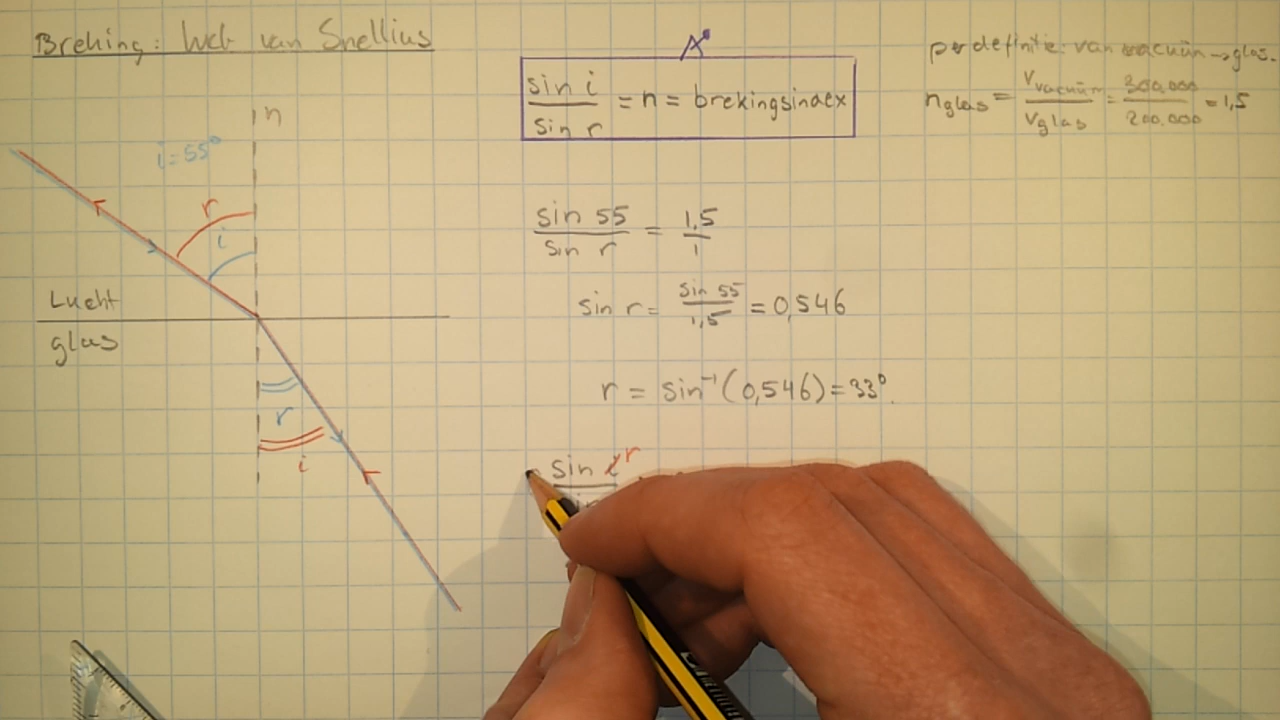 Breking: Wet van Snellius
n
i=55°
r
i
Lucht
glas
r
i
A
sin i / sin r = n = brekingsindex
per definitie: van vacuüm → glas.
n glas = v vacuüm / v glas = 300.000 / 200.000 = 1,5
sin 55 / sin r = 1.5 / 1
sin r = sin 55 / 1,5 = 0,546
r = sin⁻¹(0,546) = 33°.
sin r